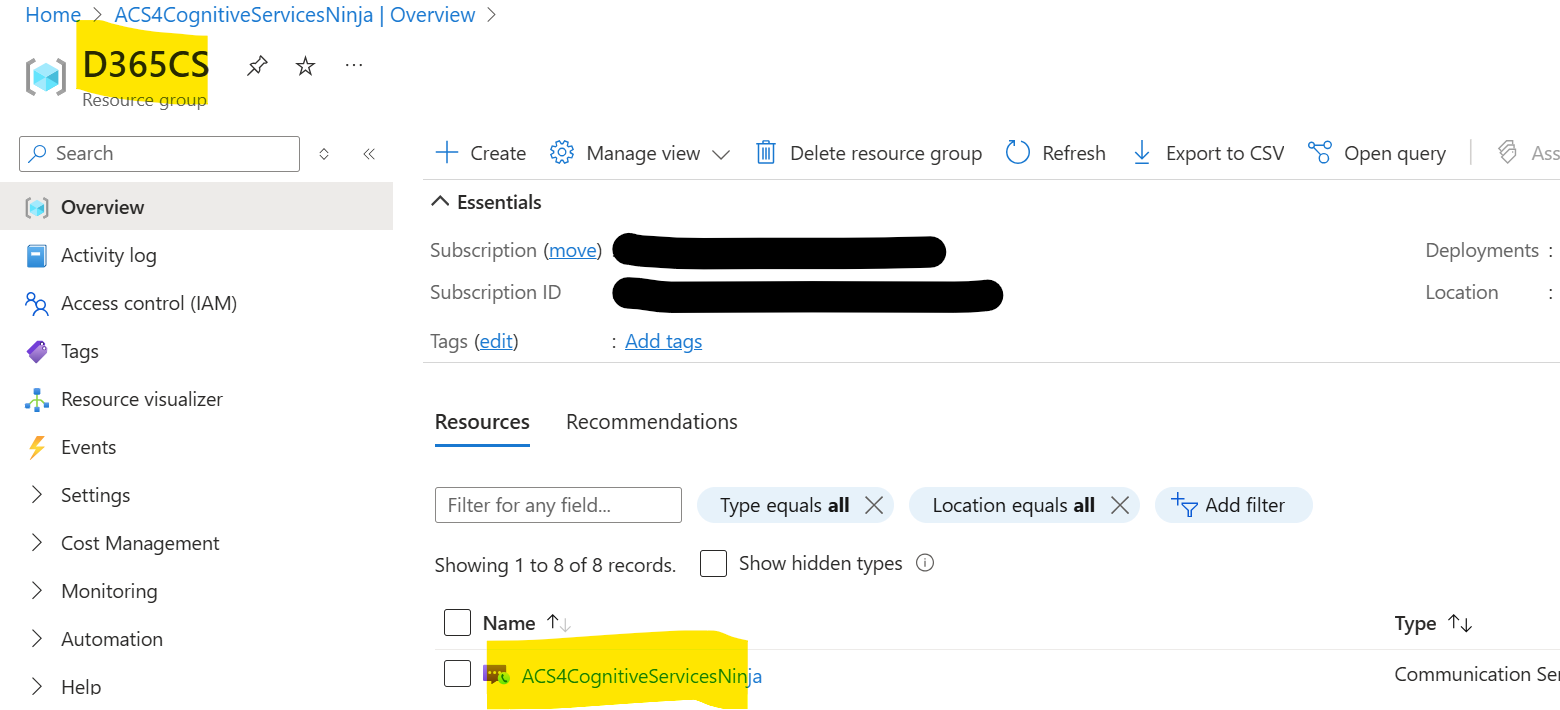 Home > ACS4CognitiveServicesNinja | Overview >
D365CS
Resource group
Search
Overview
Activity log
Access control (IAM)
Tags
Resource visualizer
Events
Settings
Cost Management
Monitoring
Automation
Help
Create Manage view Delete resource group Refresh Export to CSV Open query Ass
Essentials
Subscription (move)
Deployments :
Subscription ID
Location :
Tags (edit) : Add tags
Resources Recommendations
Filter for any field... Type equals all Location equals all Add filter
Showing 1 to 8 of 8 records. Show hidden types
Name Type
ACS4CognitiveServicesNinja Communication Ser